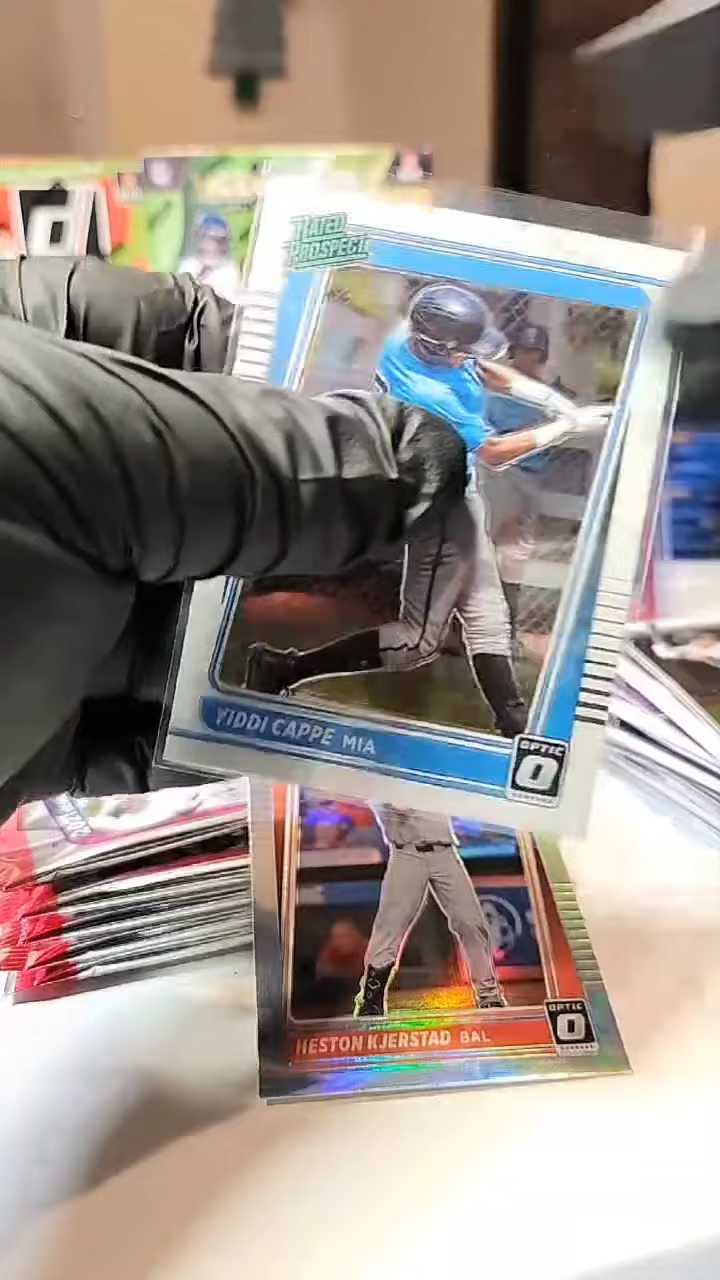 RATED
PROSPECT
YIDDI CAPPE MIA
OPTIC
O
HESTON KJERSTAD BAL
OPTIC
O